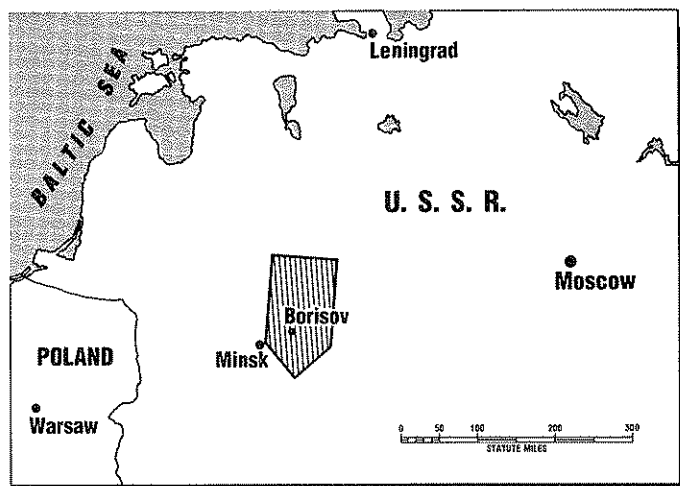 Leningrad
BALTIC SEA
U. S. S. R.
Moscow
Borisov
Minsk
POLAND
Warsaw
0 50 100 200 300
STATUTE MILES